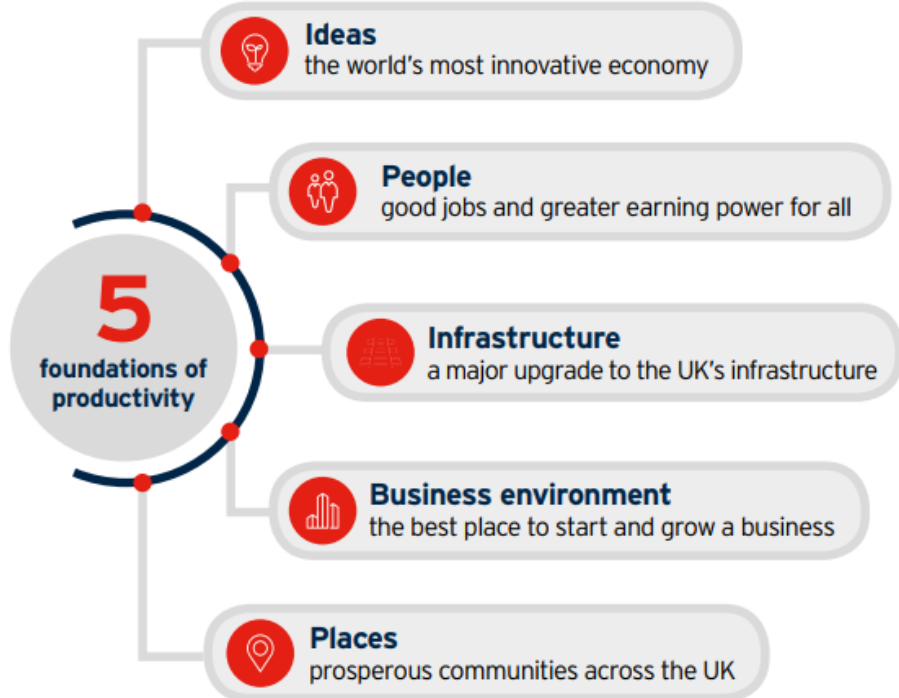 Ideas
the world's most innovative economy
People
good jobs and greater earning power for all
5
foundations of
productivity
Infrastructure
a major upgrade to the UK's infrastructure
Business environment
the best place to start and grow a business
Places
prosperous communities across the UK